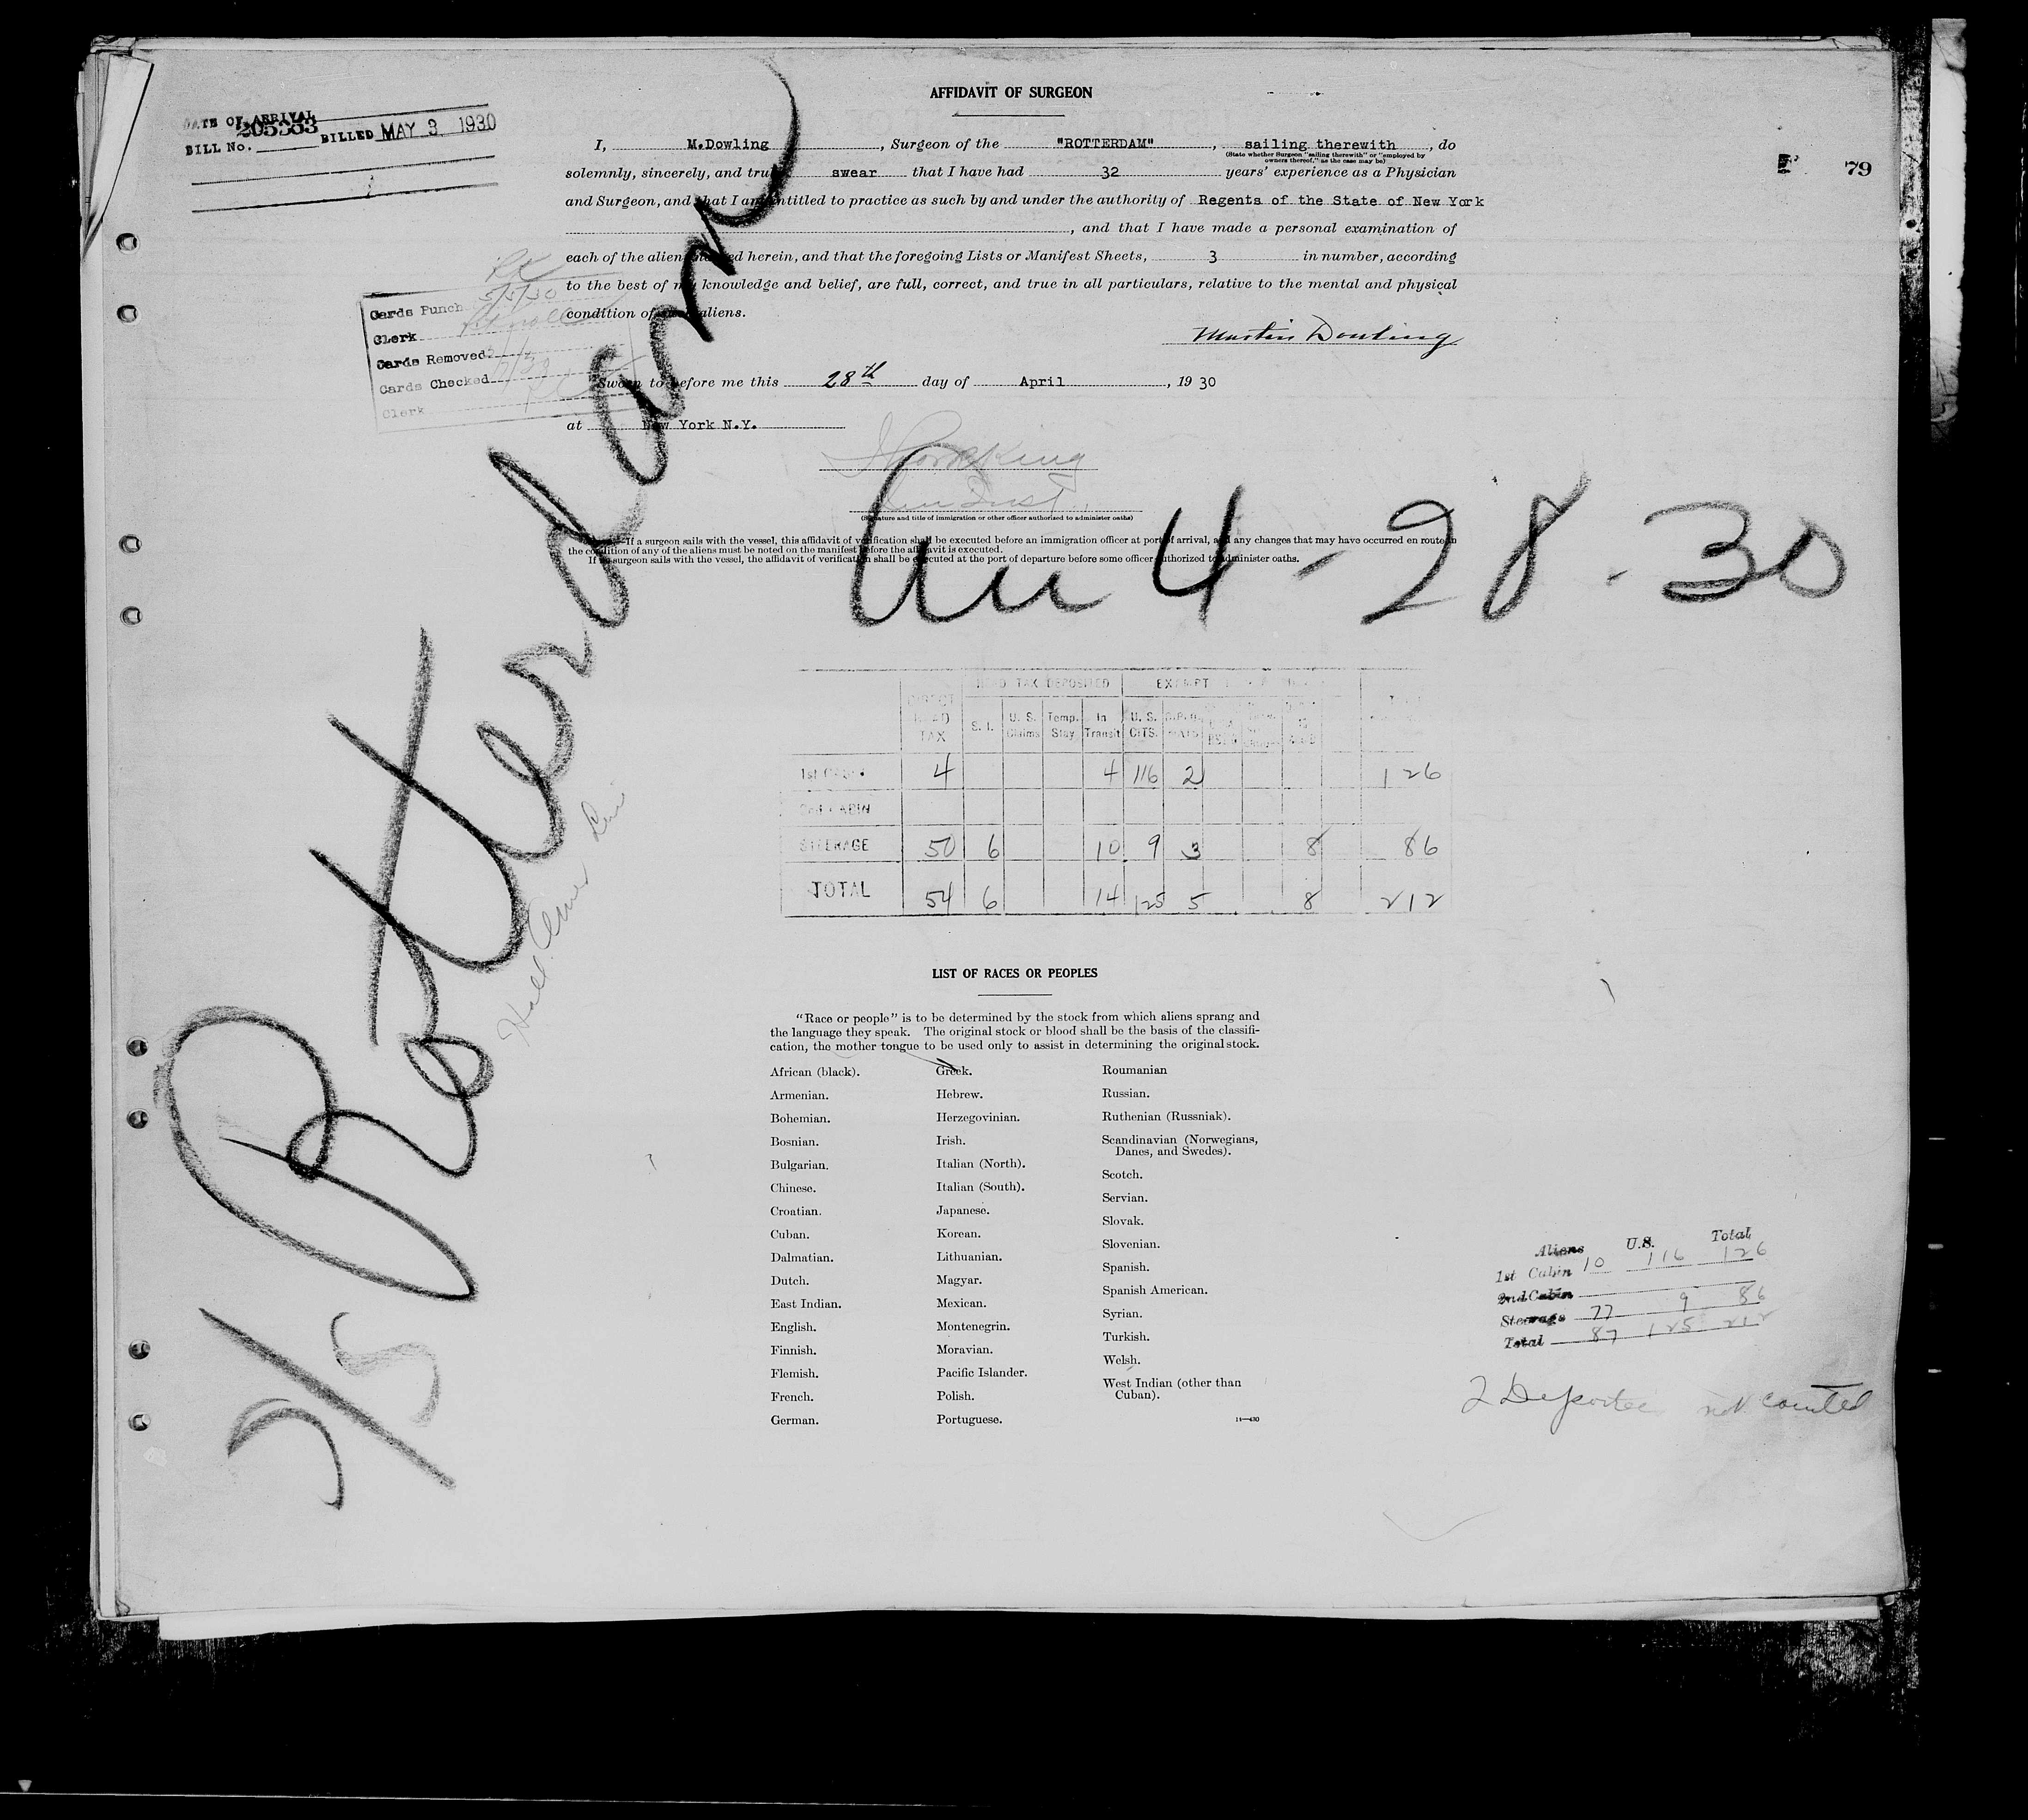 AFFIDAVIT OF SURGEON
DATE OF ARRIVAL
BILL No. 205583 BILLED MAY 3 1930
I, M.Dowling, Surgeon of the "ROTTERDAM", sailing therewith, do
(State whether Surgeon "sailing therewith" or "employed by
owners thereof," as the case may be)
79
solemnly, sincerely, and tru swear that I have had 32 years' experience as a Physician
and Surgeon, and that I am entitled to practice as such by and under the authority of Regents of the State of New York
, and that I have made a personal examination of
each of the aliens named herein, and that the foregoing Lists or Manifest Sheets, 3 in number, according
to the best of my knowledge and belief, are full, correct, and true in all particulars, relative to the mental and physical
condition of said aliens.
Cards Punch 5/5/30
Clerk
Cards Removed
Cards Checked
Clerk
Martin Dowling
Sworn to before me this 28th day of April, 1930
at New York N.Y.
(Signature and title of immigration or other officer authorized to administer oaths)
If a surgeon sails with the vessel, this affidavit of verification shall be executed before an immigration officer at port of arrival, and any changes that may have occurred en route in
the condition of any of the aliens must be noted on the manifest before the affidavit is executed.
If no surgeon sails with the vessel, the affidavit of verification shall be executed at the port of departure before some officer authorized to administer oaths.
S/S Rotterdam
Holl. Amer Line
Arr 4-28-30
HEAD TAX DEPOSITED EXEMPT
DIRECT HEAD TAX S. I. U. S. Claims Temp. Stay In Transit U. S. CITS.
1st Cabin 4 4 116 2 126
2nd CABIN
STEERAGE 50 6 10 9 3 8 86
TOTAL 54 6 14 125 5 8 212
LIST OF RACES OR PEOPLES
"Race or people" is to be determined by the stock from which aliens sprang and
the language they speak. The original stock or blood shall be the basis of the classifi-
cation, the mother tongue to be used only to assist in determining the original stock.
African (black).
Armenian.
Bohemian.
Bosnian.
Bulgarian.
Chinese.
Croatian.
Cuban.
Dalmatian.
Dutch.
East Indian.
English.
Finnish.
Flemish.
French.
German.
Greek.
Hebrew.
Herzegovinian.
Irish.
Italian (North).
Italian (South).
Japanese.
Korean.
Lithuanian.
Magyar.
Mexican.
Montenegrin.
Moravian.
Pacific Islander.
Polish.
Portuguese.
Roumanian
Russian.
Ruthenian (Russniak).
Scandinavian (Norwegians,
Danes, and Swedes).
Scotch.
Servian.
Slovak.
Slovenian.
Spanish.
Spanish American.
Syrian.
Turkish.
Welsh.
West Indian (other than
Cuban).
14—430
Aliens U.S. Total
1st Cabin 10 116 126
2nd Cabin
Steerage 77 9 86
Total 87 125 212
2 Deportee not counted